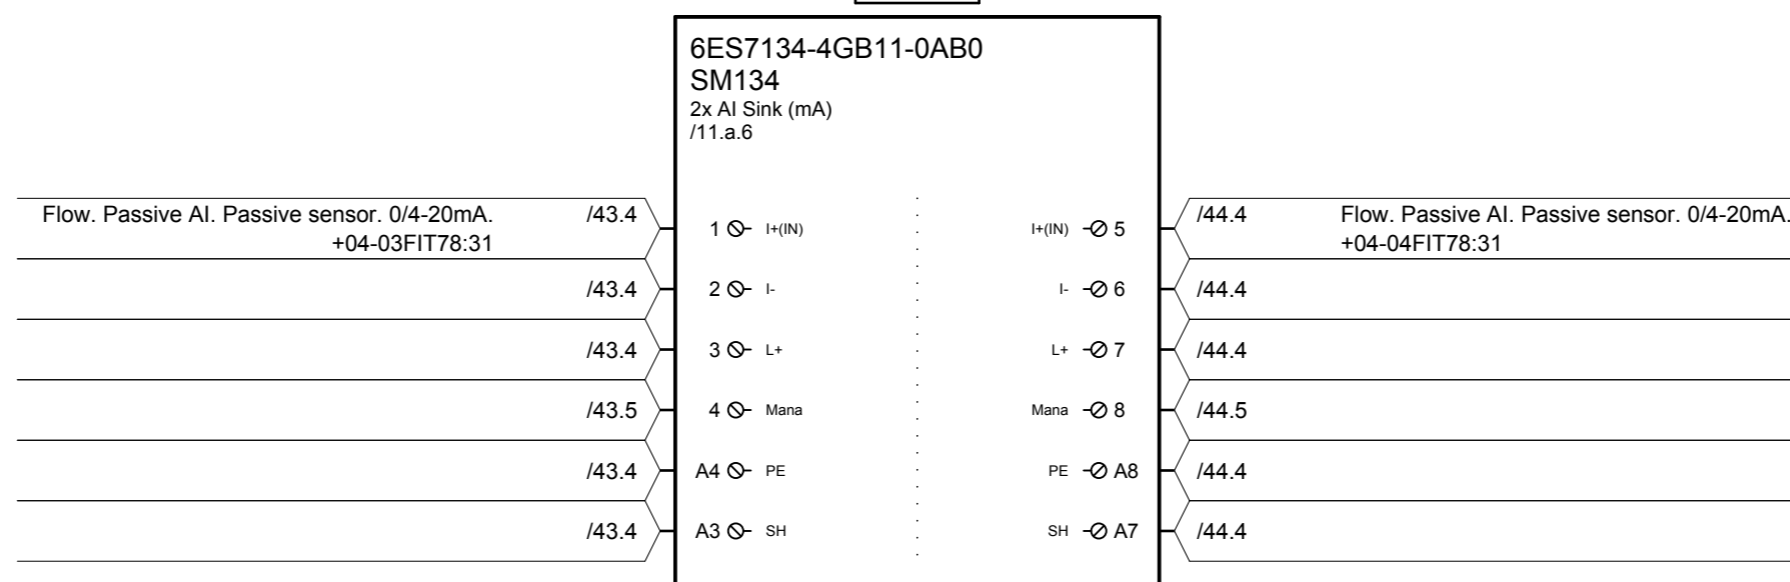 6ES7134-4GB11-0AB0
SM134
2x AI Sink (mA)
/11.a.6
Flow. Passive AI. Passive sensor. 0/4-20mA. /43.4 1 I+(IN) I+(IN) 5 /44.4 Flow. Passive AI. Passive sensor. 0/4-20mA.
+04-03FIT78:31 +04-04FIT78:31
/43.4 2 I- I- 6 /44.4
/43.4 3 L+ L+ 7 /44.4
/43.5 4 Mana Mana 8 /44.5
/43.4 A4 PE PE A8 /44.4
/43.4 A3 SH SH A7 /44.4